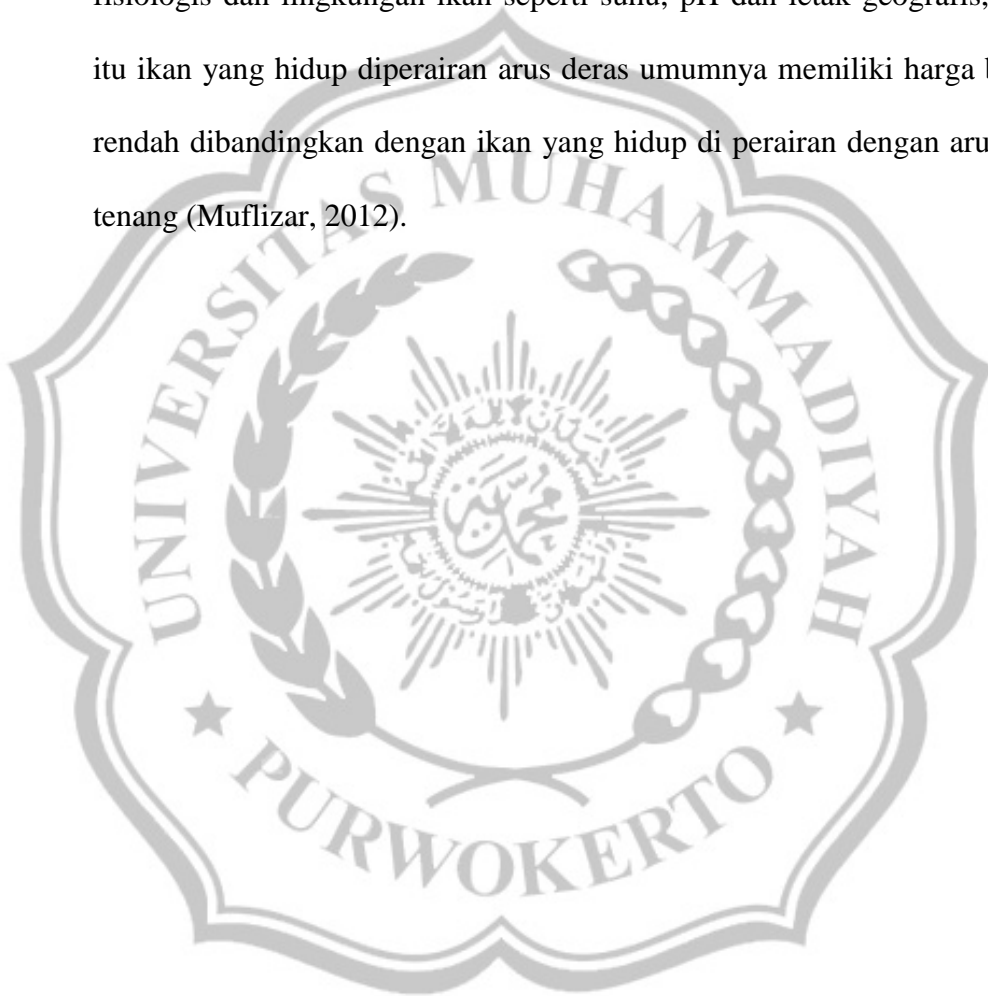 fisiologis dan lingkungan ikan seperti suhu, pH dan letak geografis,
itu ikan yang hidup diperairan arus deras umumnya memiliki harga
rendah dibandingkan dengan ikan yang hidup di perairan dengan
tenang (Muflizar, 2012).
UNIVERSITAS MUHAMMADIYAH
PURWOKERTO